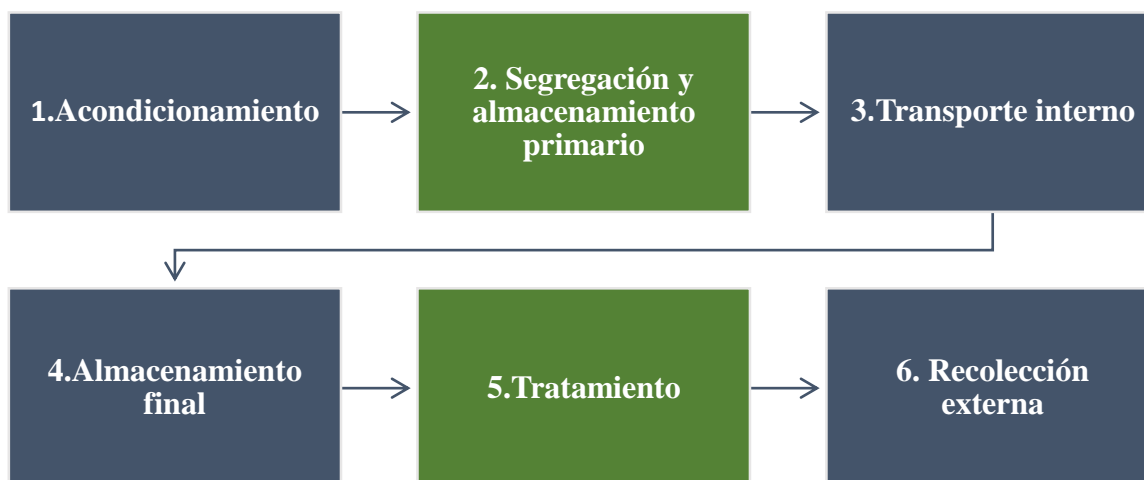 1.Acondicionamiento
2. Segregación y
almacenamiento
primario
3.Transporte interno
4.Almacenamiento
final
5.Tratamiento
6. Recolección
externa